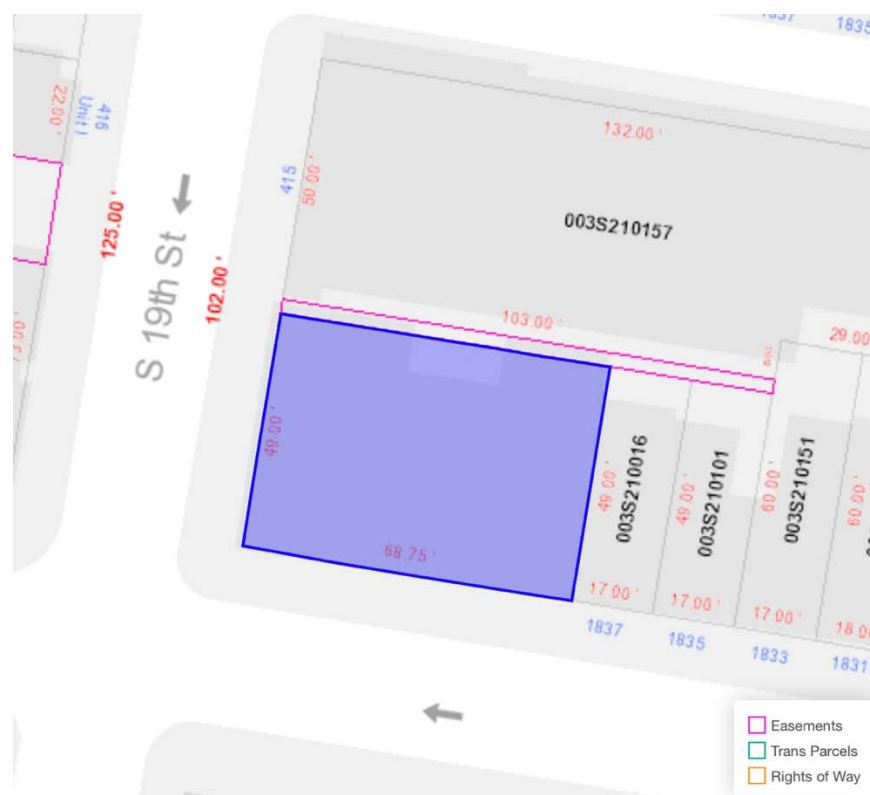 1835
132.00 '
22.00 '
416
Unit I
415
50.00 '
003S210157
125.00 '
S 19th St
102.00 '
103.00 '
29.00
49.00 '
68.75 '
49.00 '
003S210016
49.00 '
003S210101
60.00 '
003S210151
60.00 '
17.00 '
17.00 '
17.00 '
18.0
1837
1835
1833
1831
Easements
Trans Parcels
Rights of Way